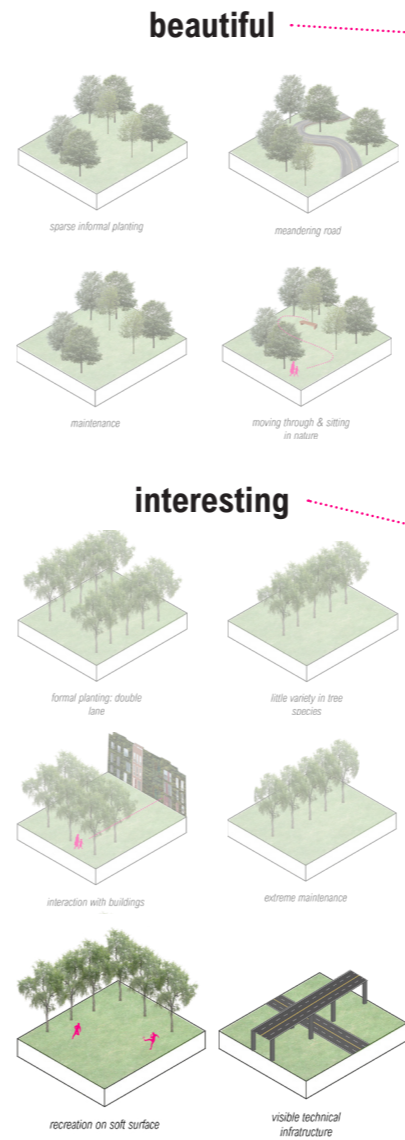 beautiful
sparse informal planting
meandering road
maintenance
moving through & sitting
in nature
interesting
formal planting: double
lane
little variety in tree
species
interaction with buildings
extreme maintenance
recreation on soft surface
visible technical
infratructure